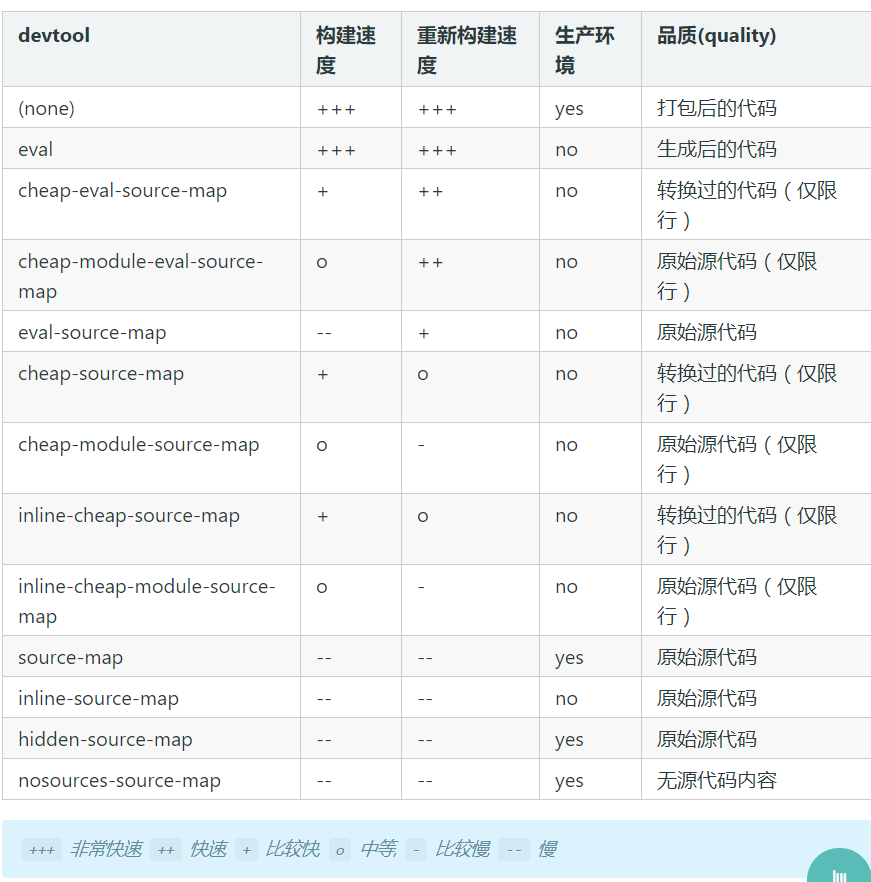 devtool 构建速 重新构建速 生产环 品质(quality)
度 度 境
(none) +++ +++ yes 打包后的代码
eval +++ +++ no 生成后的代码
cheap-eval-source-map + ++ no 转换过的代码（仅限
行）
cheap-module-eval-source- o ++ no 原始源代码（仅限
map 行）
eval-source-map -- + no 原始源代码
cheap-source-map + o no 转换过的代码（仅限
行）
cheap-module-source-map o - no 原始源代码（仅限
行）
inline-cheap-source-map + o no 转换过的代码（仅限
行）
inline-cheap-module-source- o - no 原始源代码（仅限
map 行）
source-map -- -- yes 原始源代码
inline-source-map -- -- no 原始源代码
hidden-source-map -- -- yes 原始源代码
nosources-source-map -- -- yes 无源代码内容
+++ 非常快速 ++ 快速 + 比较快 o 中等 - 比较慢 -- 慢